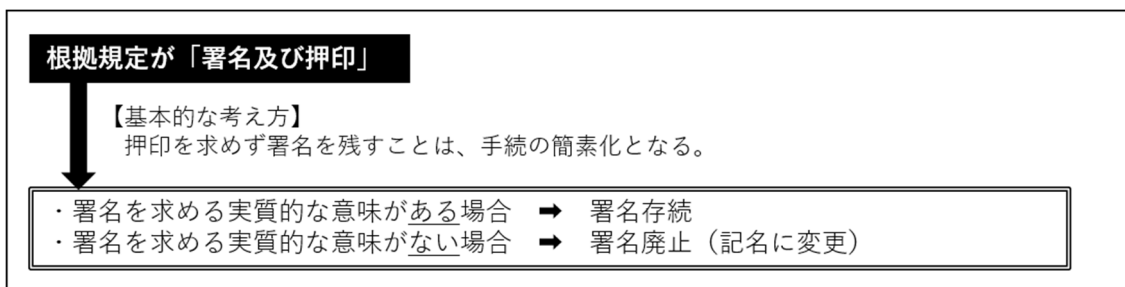 根拠規定が「署名及び押印」
【基本的な考え方】
押印を求めず署名を残すことは、手続の簡素化となる。
・署名を求める実質的な意味がある場合 ➡ 署名存続
・署名を求める実質的な意味がない場合 ➡ 署名廃止（記名に変更）